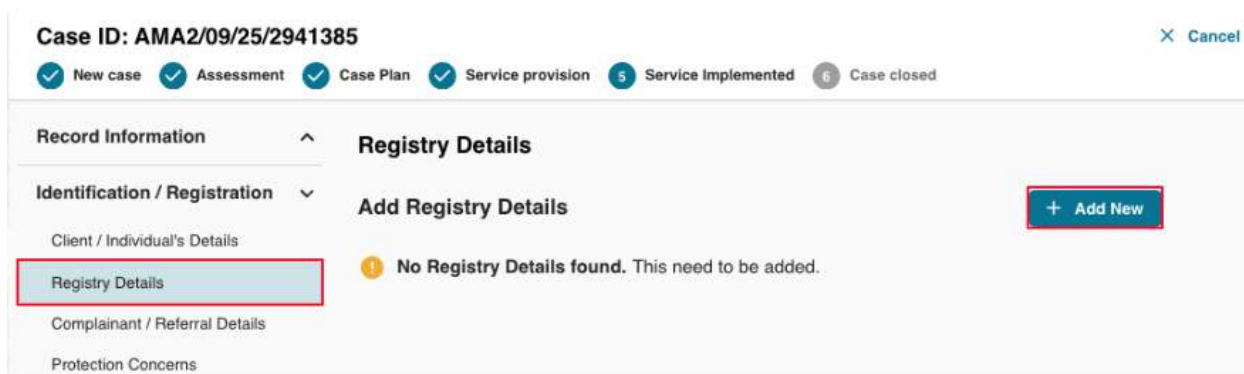 Case ID: AMA2/09/25/2941385
Cancel
New case Assessment Case Plan Service provision 5 Service Implemented 6 Case closed
Record Information
Identification / Registration
Client / Individual's Details
Registry Details
Complainant / Referral Details
Protection Concerns
Registry Details
Add Registry Details
+ Add New
No Registry Details found. This need to be added.